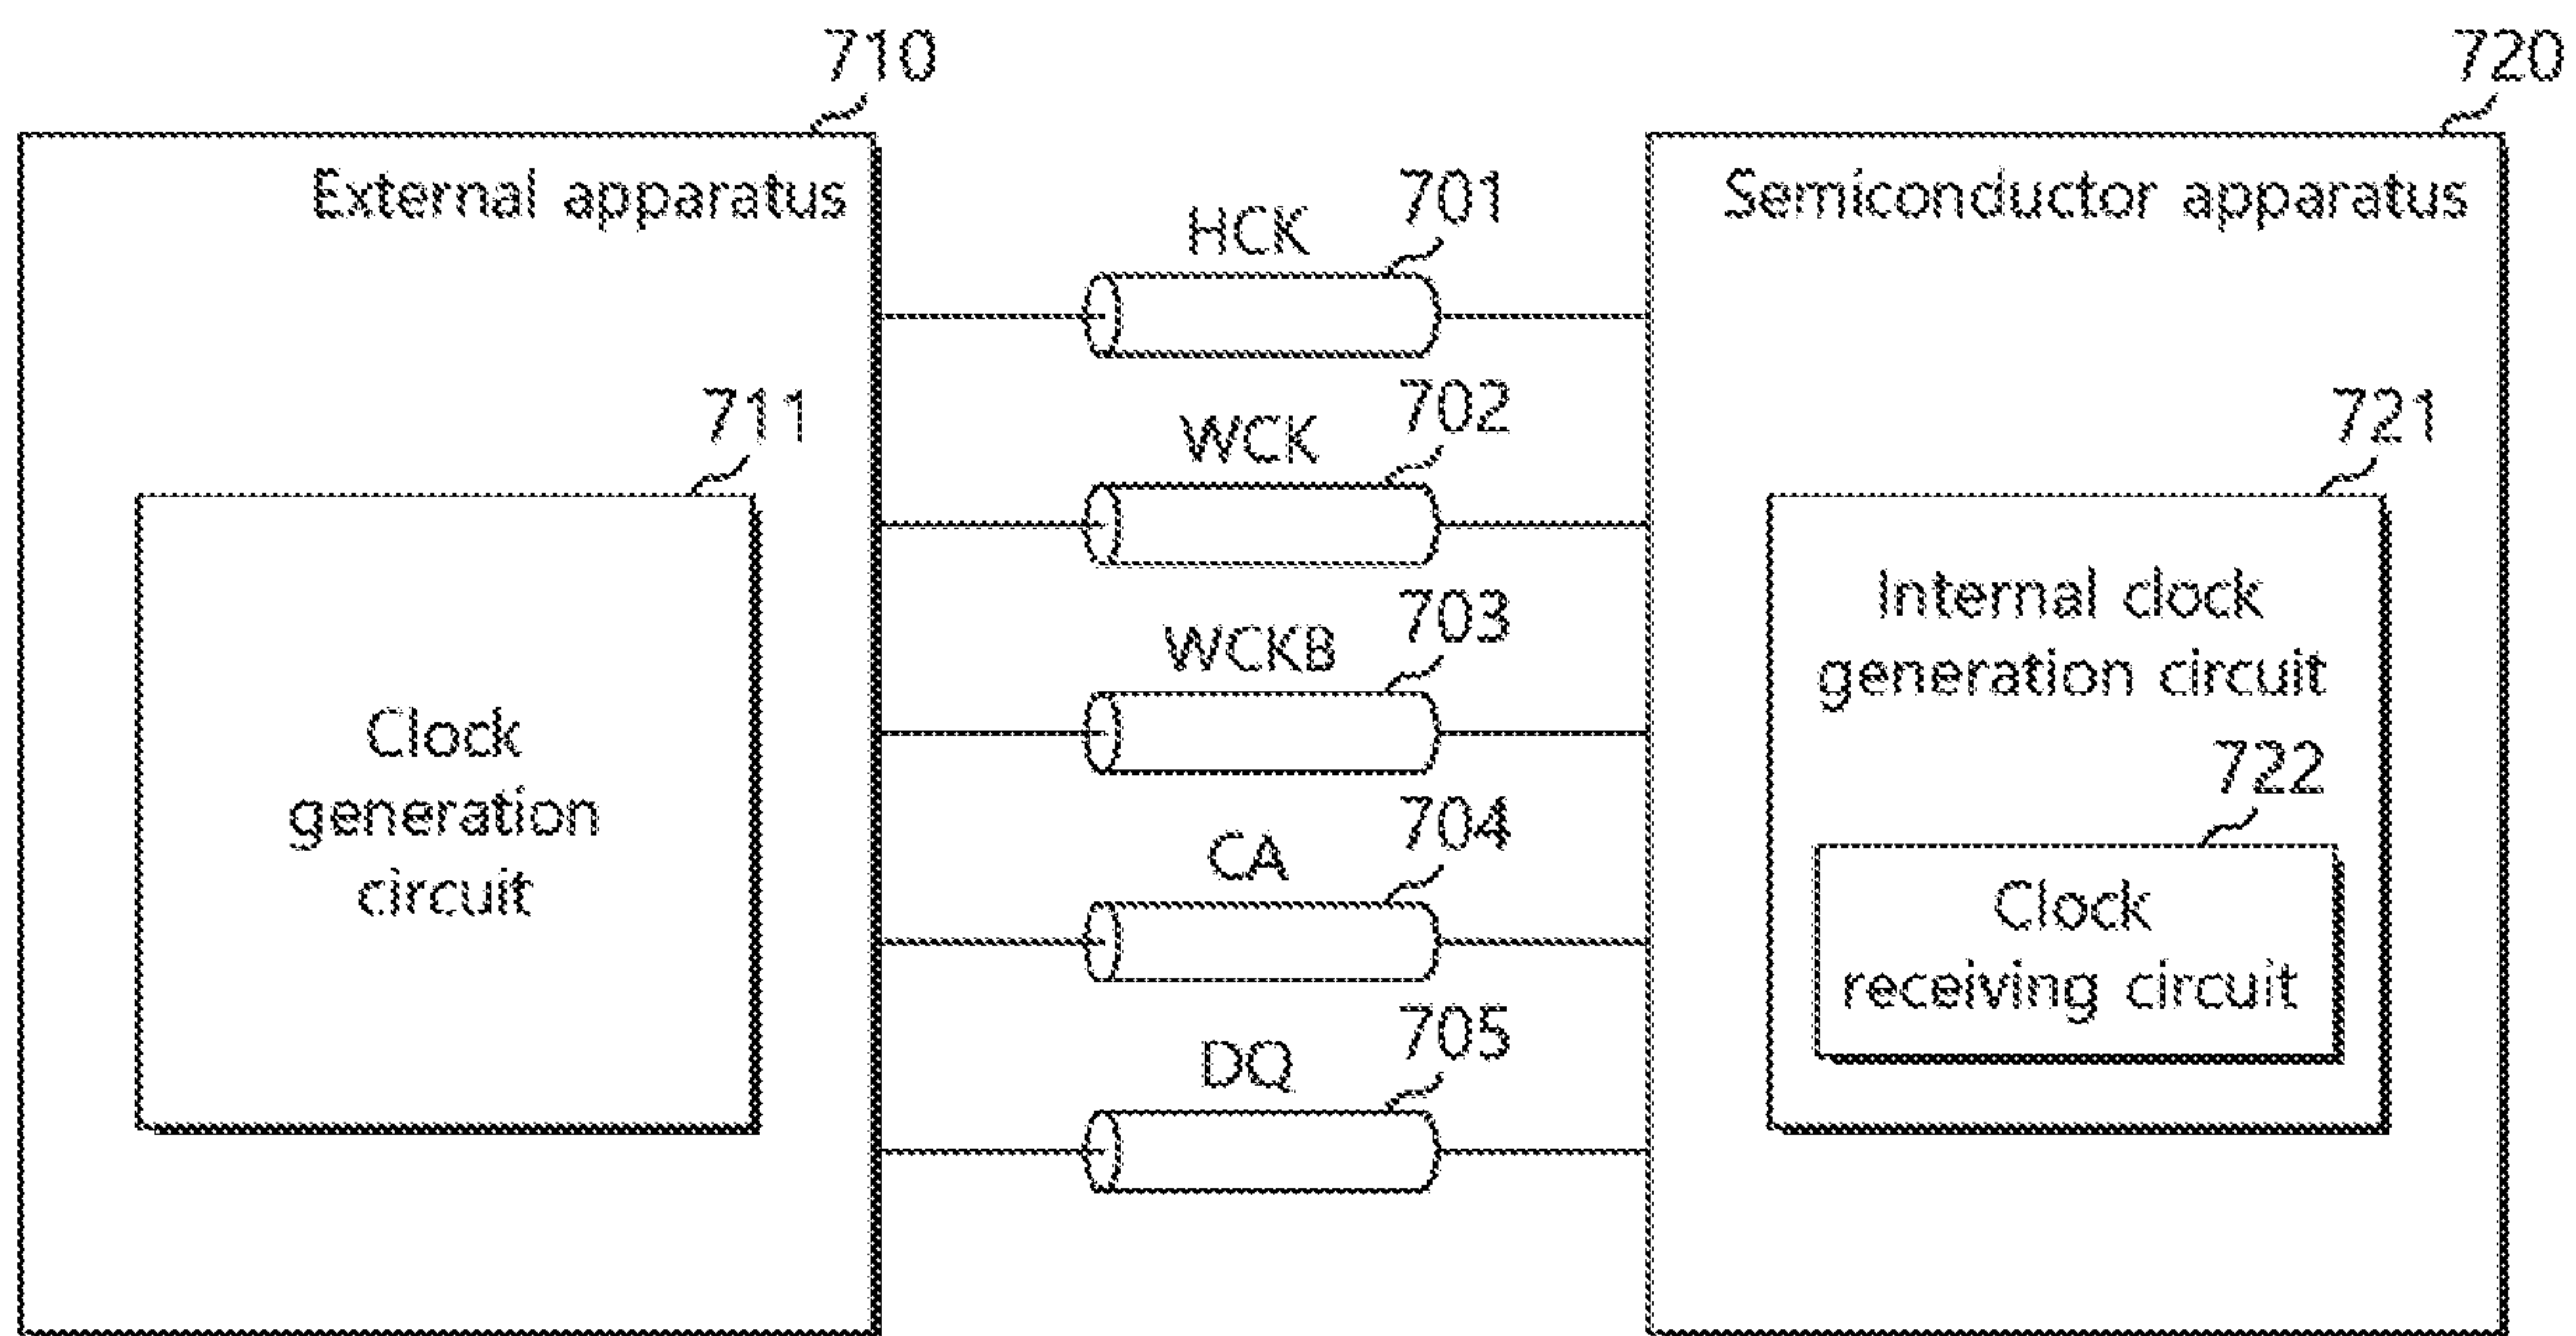 710
External apparatus
711
Clock
generation
circuit
HCK
701
WCK
702
WCKB
703
CA
704
DQ
705
720
Semiconductor apparatus
721
Internal clock
generation circuit
722
Clock
receiving circuit